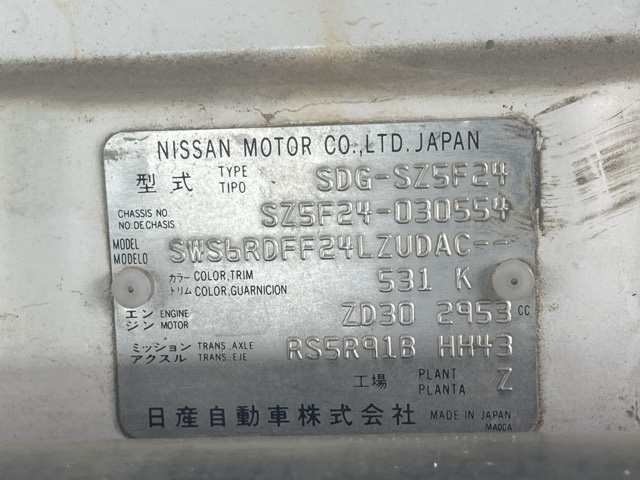 NISSAN MOTOR CO.,LTD. JAPAN
型式 TYPE TIPO SDG-SZ5F24
CHASSIS NO. NO. DE CHASIS SZ5F24-030554
MODEL MODELO SWS6RDFF24LZUDAC--
カラー COLOR, TRIM 531 K
トリム COLOR, GUARNICION
エンジン ENGINE MOTOR ZD30 2953 CC
ミッション TRANS. AXLE RS5R91B HH43
アクスル TRANS. EJE
工場 PLANT PLANTA Z
日産自動車株式会社 MADE IN JAPAN
MA00A